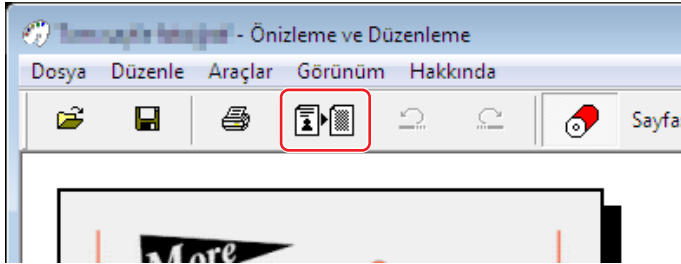 - Önizleme ve Düzenleme
Dosya Düzenle Araçlar Görünüm Hakkında
Sayfa
More